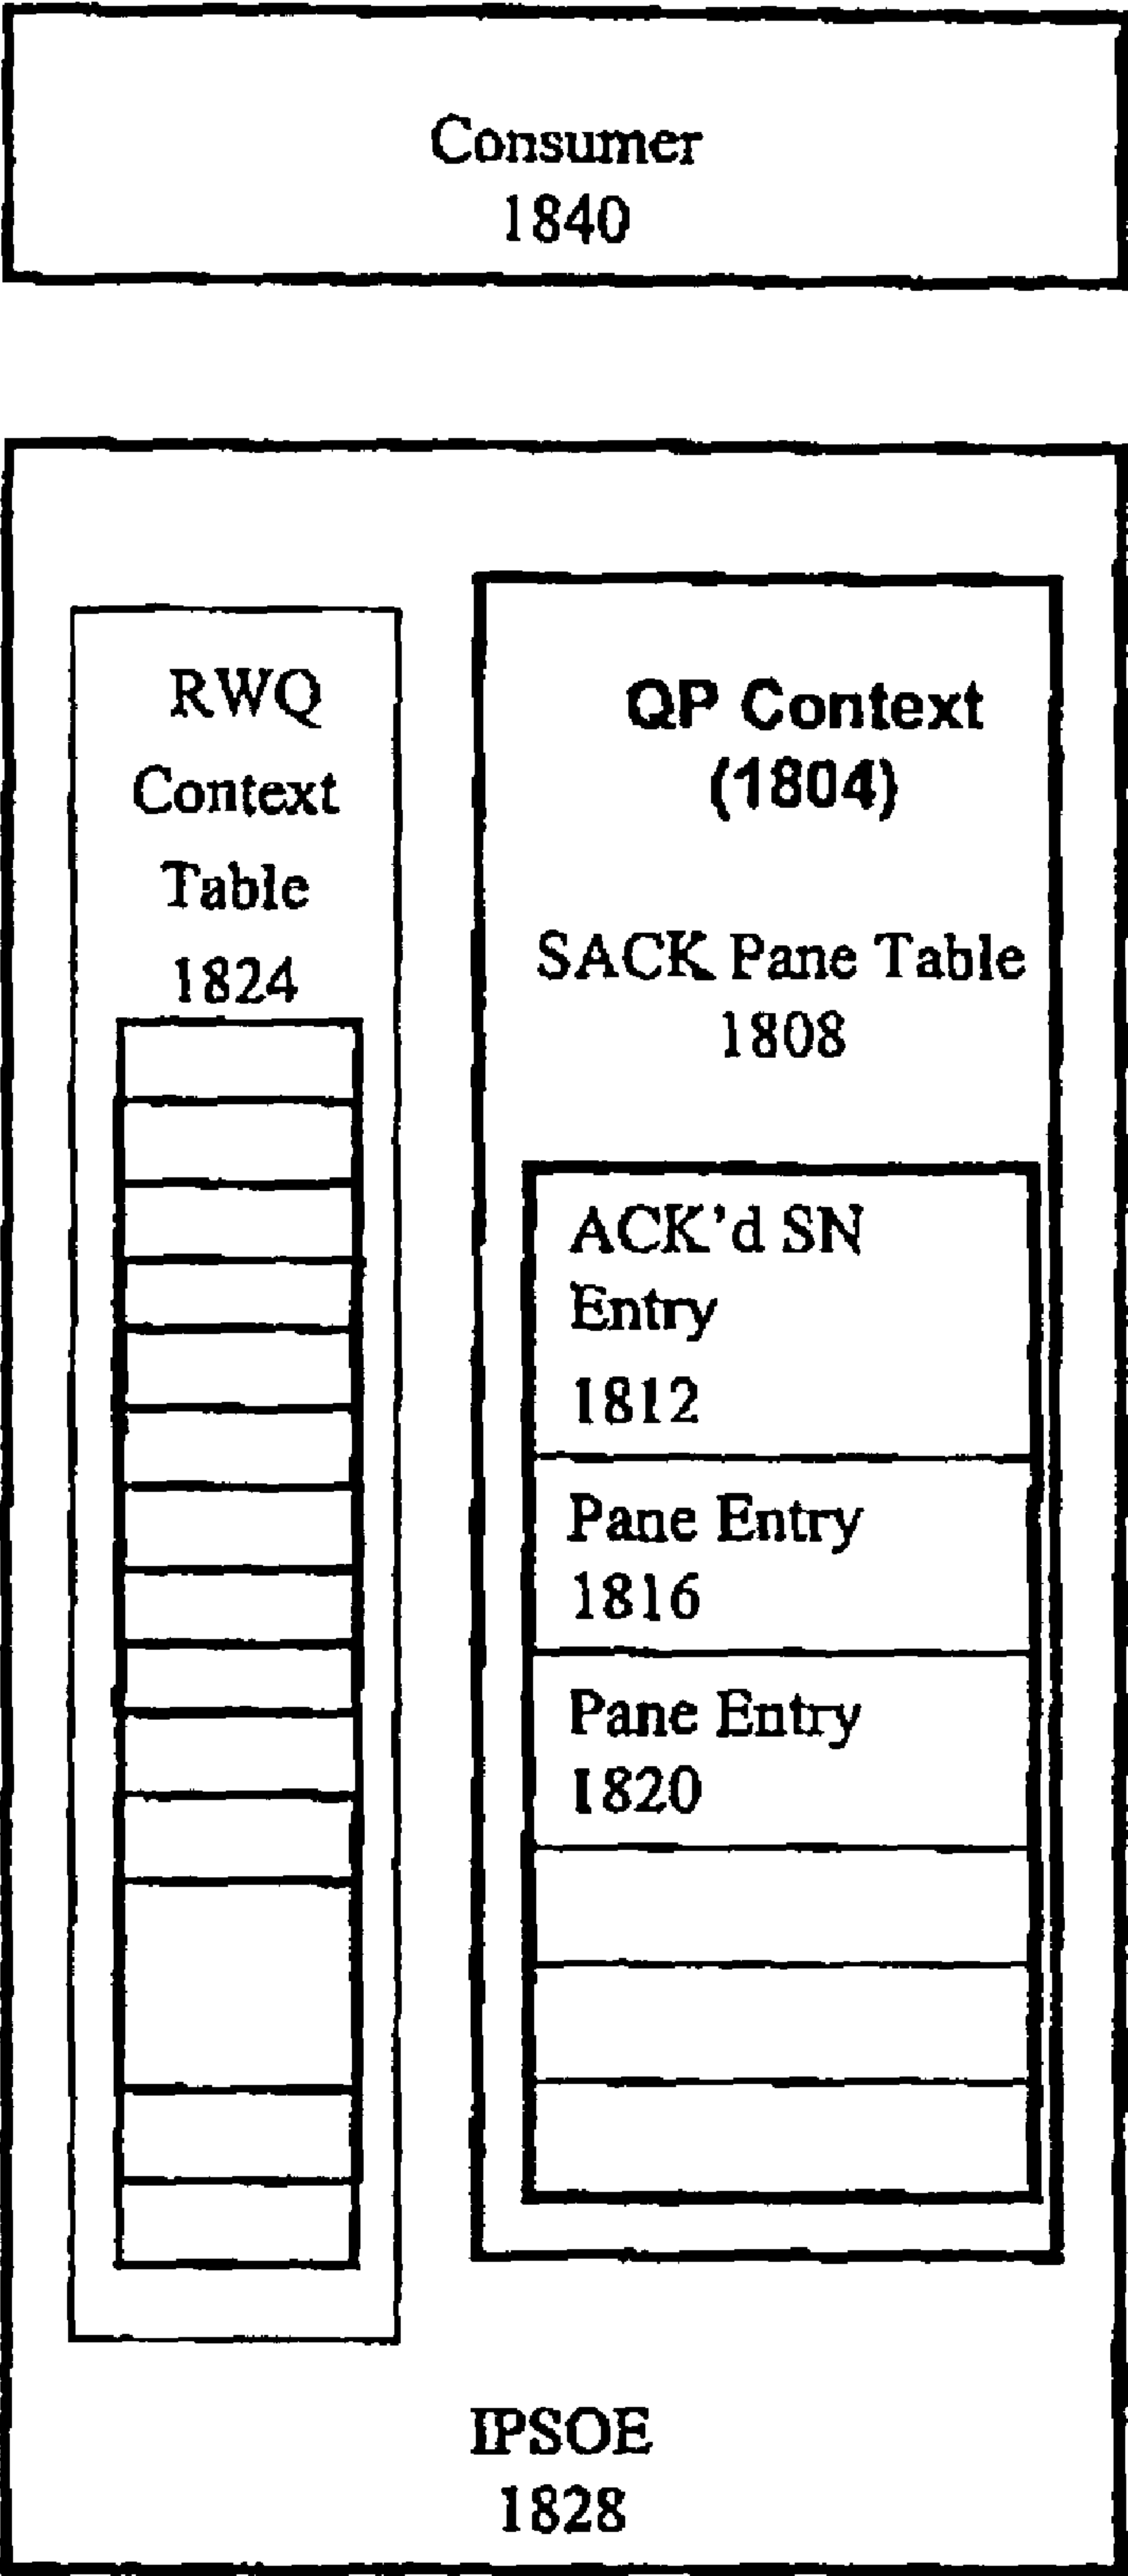 Consumer
1840
RWQ
Context
Table
1824
QP Context
(1804)
SACK Pane Table
1808
ACK’d SN
Entry
1812
Pane Entry
1816
Pane Entry
1820
IPSOE
1828